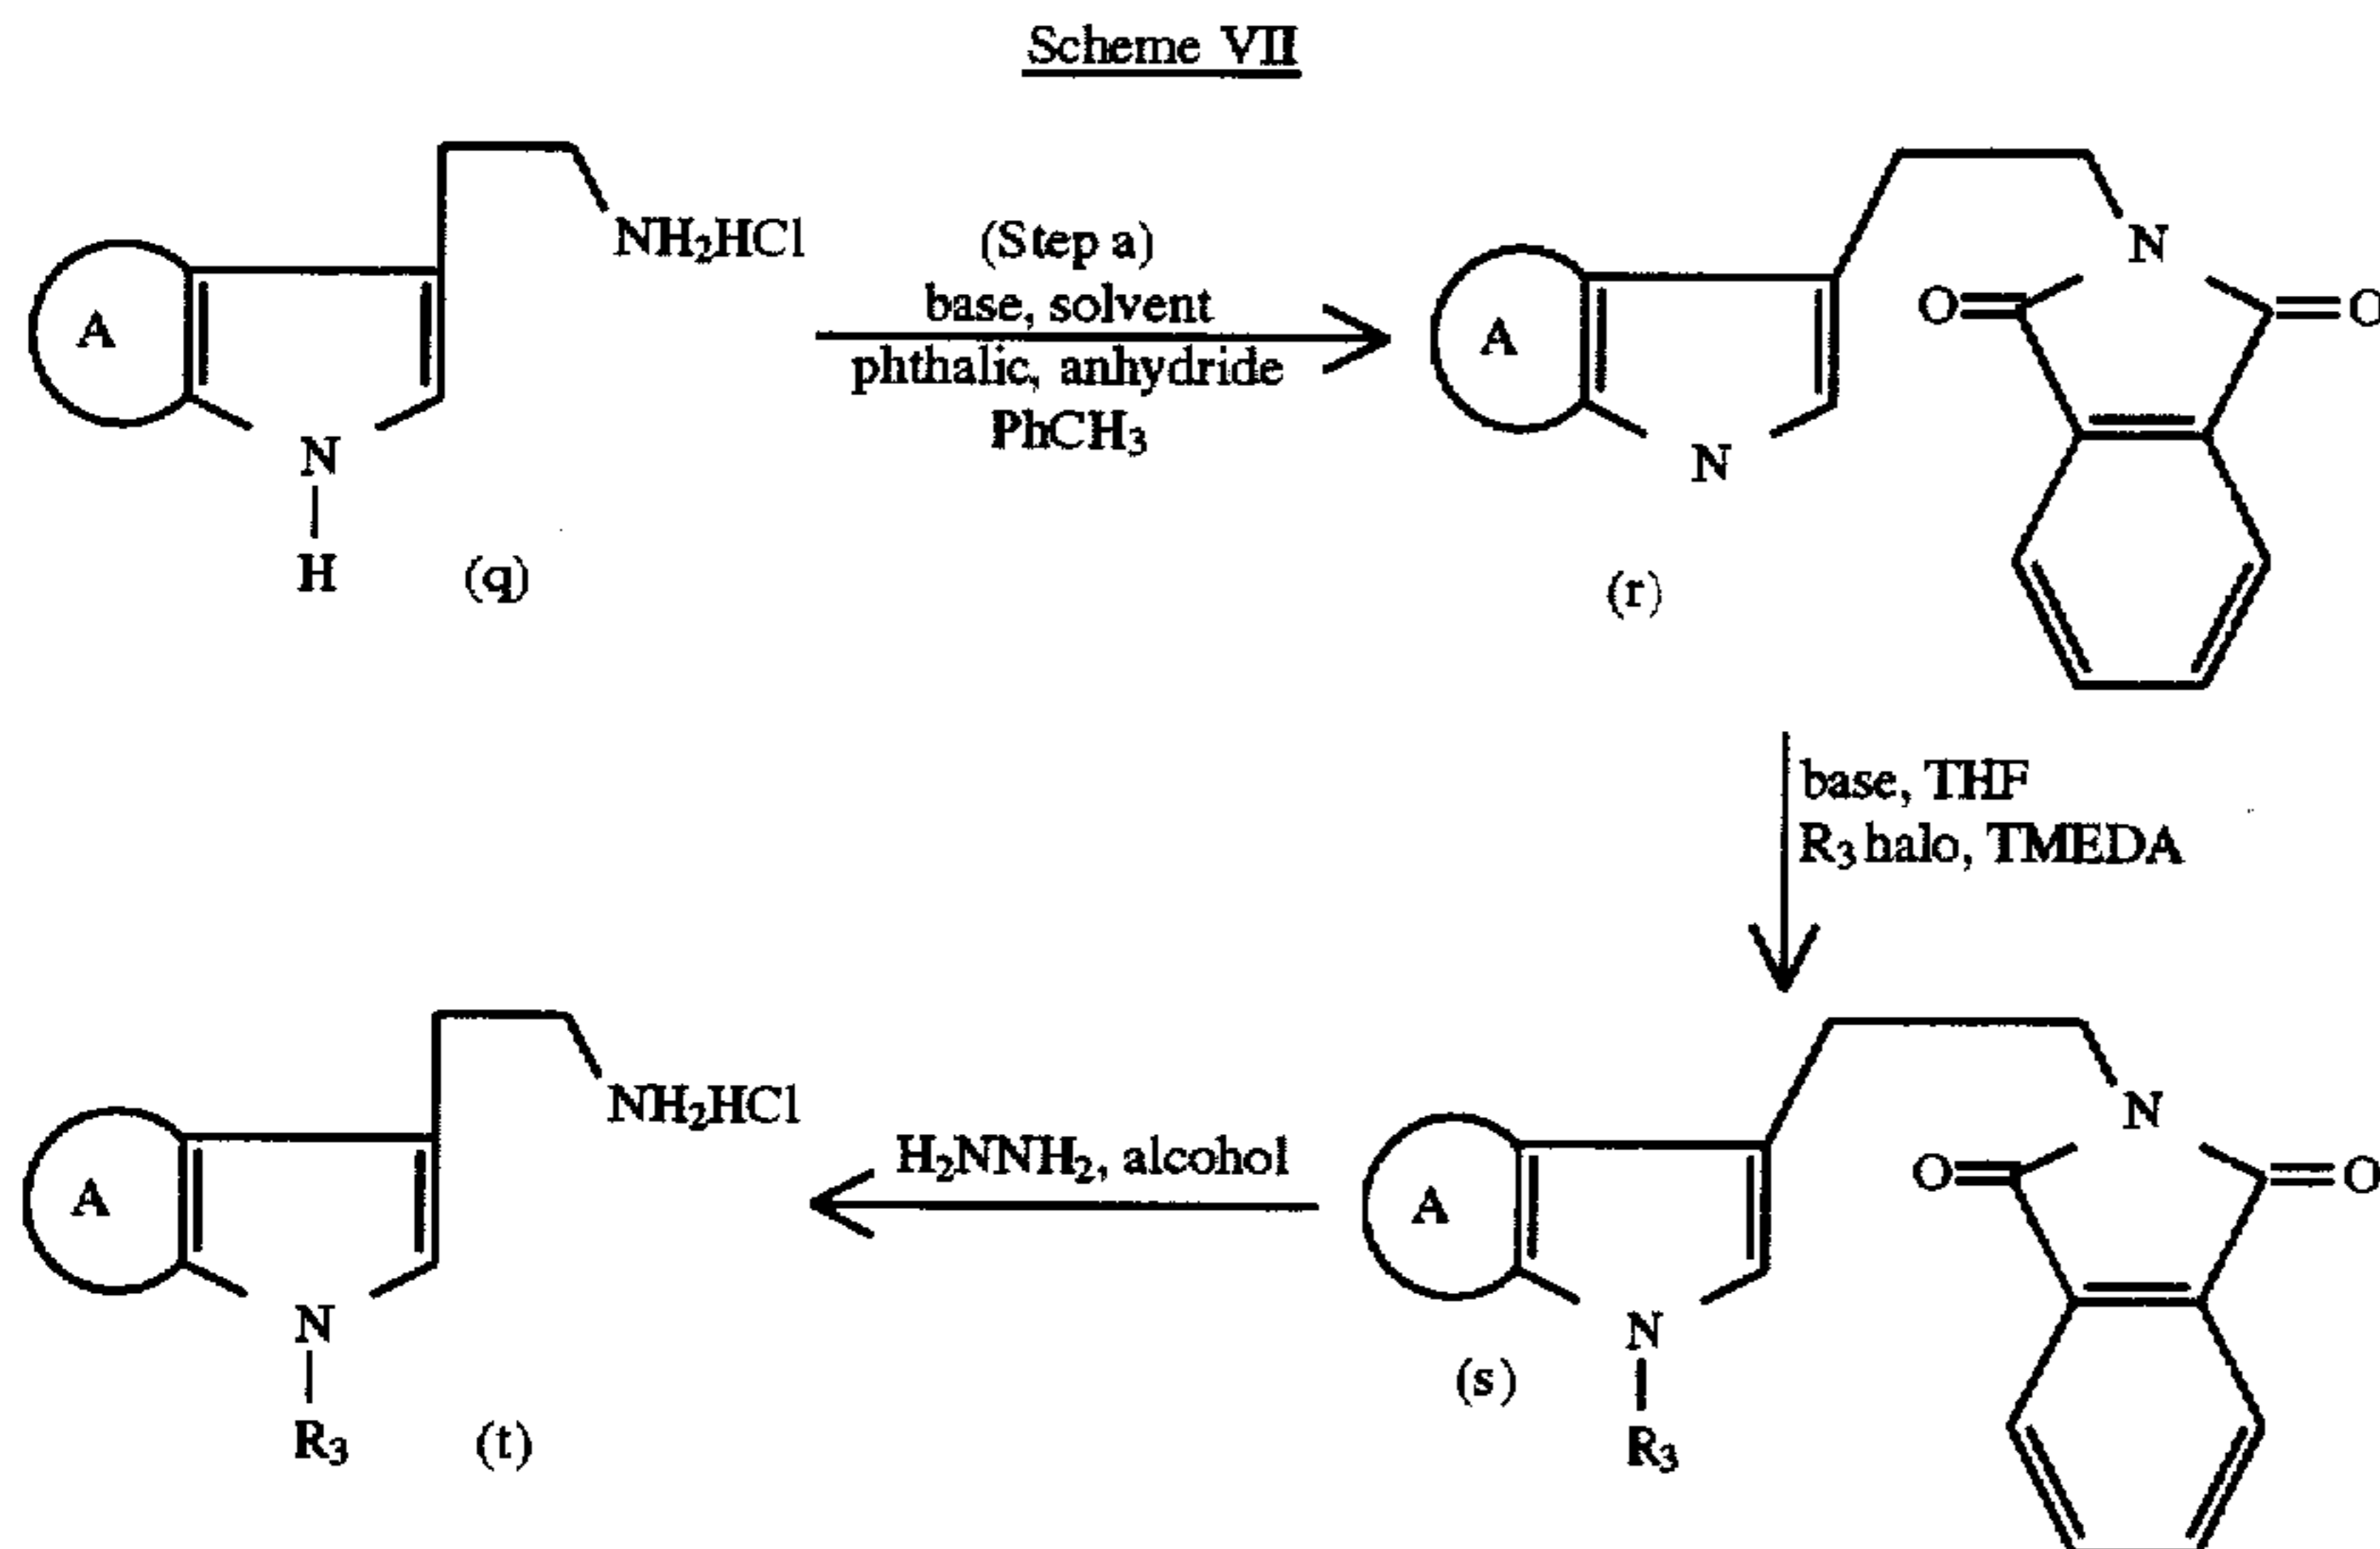 Scheme VII
NH₂HCl
A
N
H
(q)
(Step a)
base, solvent
phthalic, anhydride
PhCH₃
N
O
O
A
N
(r)
base, THF
R₃ halo, TMEDA
NH₂HCl
A
N
R₃
(t)
H₂NNH₂, alcohol
N
O
O
A
N
R₃
(s)